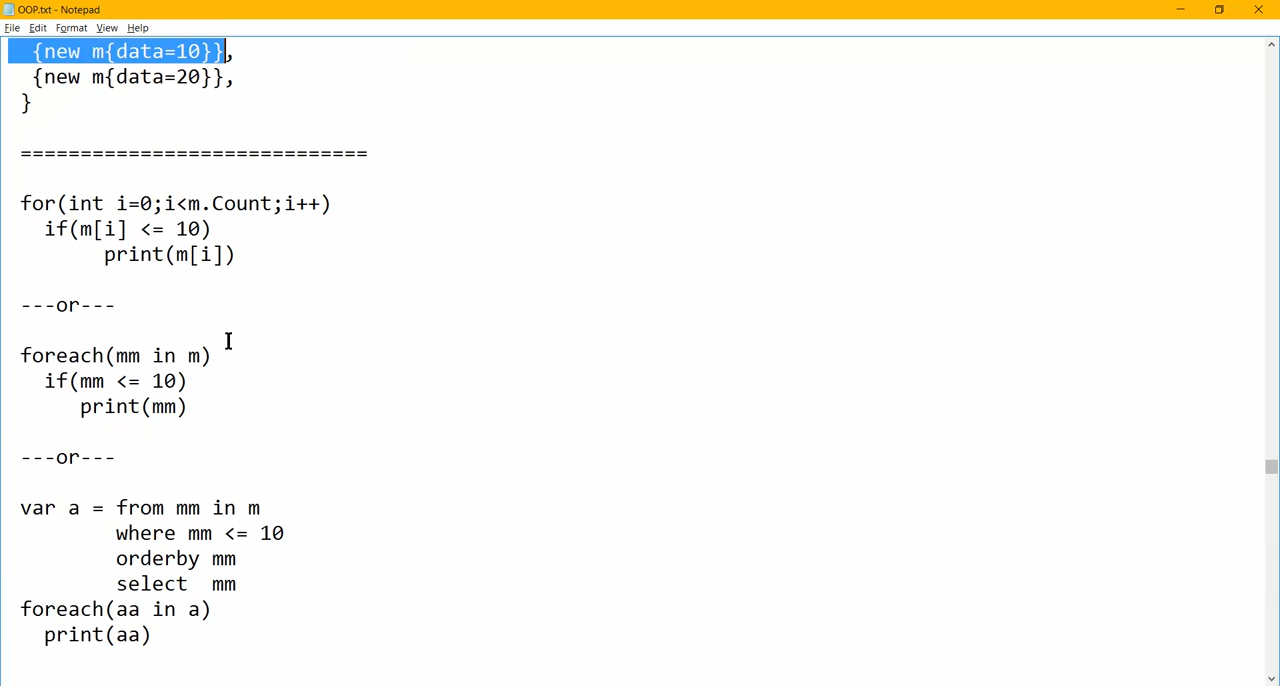 OOP.txt - Notepad
File Edit Format View Help
{new m{data=10}},
{new m{data=20}},
}
=============================
for(int i=0;i<m.Count;i++)
if(m[i] <= 10)
print(m[i])
---or---
foreach(mm in m)
if(mm <= 10)
print(mm)
---or---
var a = from mm in m
where mm <= 10
orderby mm
select  mm
foreach(aa in a)
print(aa)